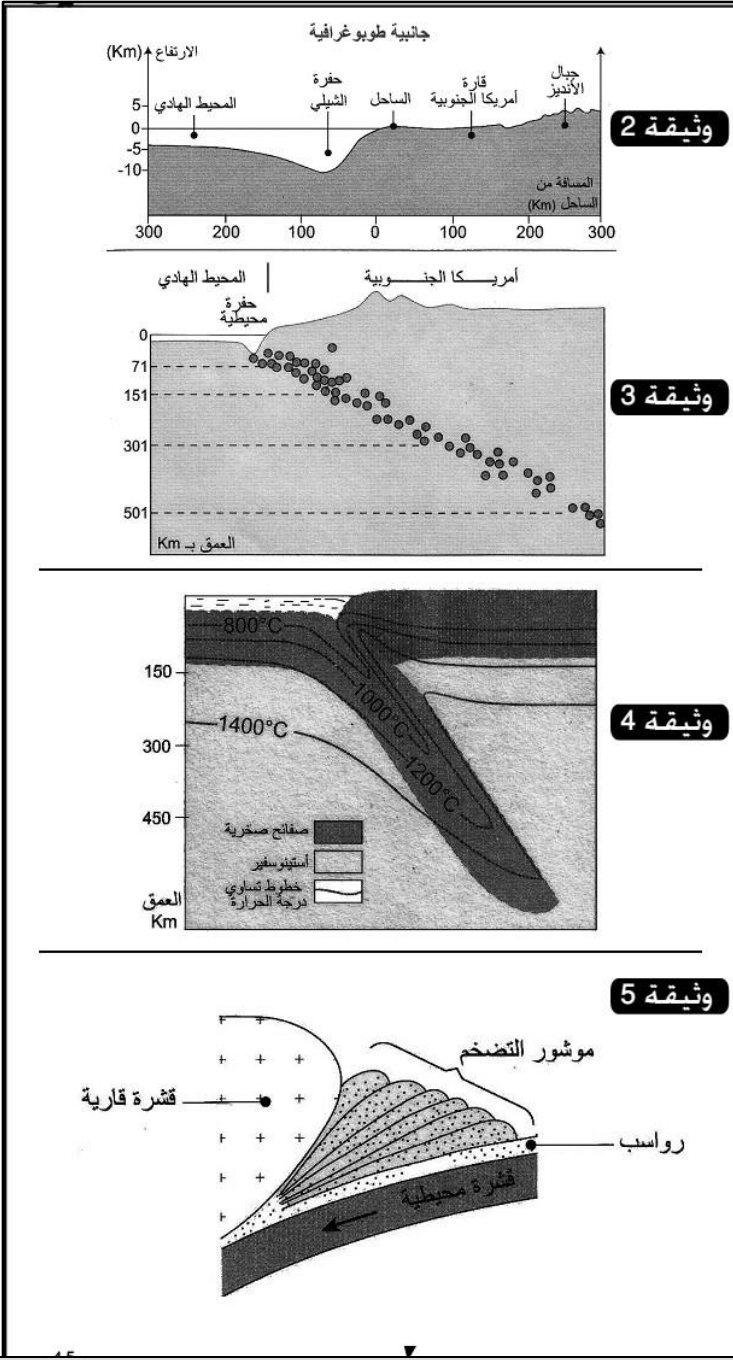 جانبية طوبوغرافية
الارتفاع (Km)
المحيط الهادي
حفرة
الشيلي
الساحل
قارة
أمريكا الجنوبية
جبال
الأنديز
وثيقة 2
5
0
-5
-10
المسافة من
الساحل (Km)
300 200 100 0 100 200 300
المحيط الهادي
أمريكا الجنوبية
حفرة
محيطية
وثيقة 3
0
71
151
301
501
العمق بـ Km
800°C
1000°C
1200°C
1400°C
150
300
450
العمق
Km
صفائح صخرية
أستينوسفير
خطوط تساوي
درجة الحرارة
وثيقة 4
وثيقة 5
موشور التضخم
قشرة قارية
رواسب
قشرة محيطية